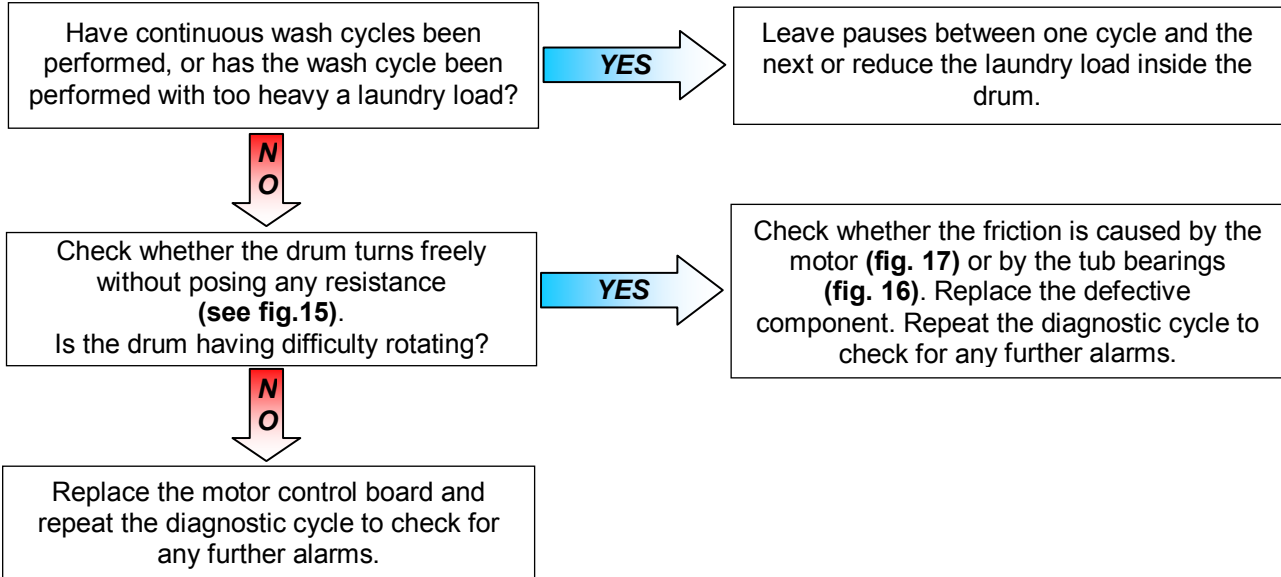 Have continuous wash cycles been
performed, or has the wash cycle been
performed with too heavy a laundry load?
YES
Leave pauses between one cycle and the
next or reduce the laundry load inside the
drum.
N
O
Check whether the drum turns freely
without posing any resistance
(see fig.15).
Is the drum having difficulty rotating?
YES
Check whether the friction is caused by the
motor (fig. 17) or by the tub bearings
(fig. 16). Replace the defective
component. Repeat the diagnostic cycle to
check for any further alarms.
N
O
Replace the motor control board and
repeat the diagnostic cycle to check for
any further alarms.